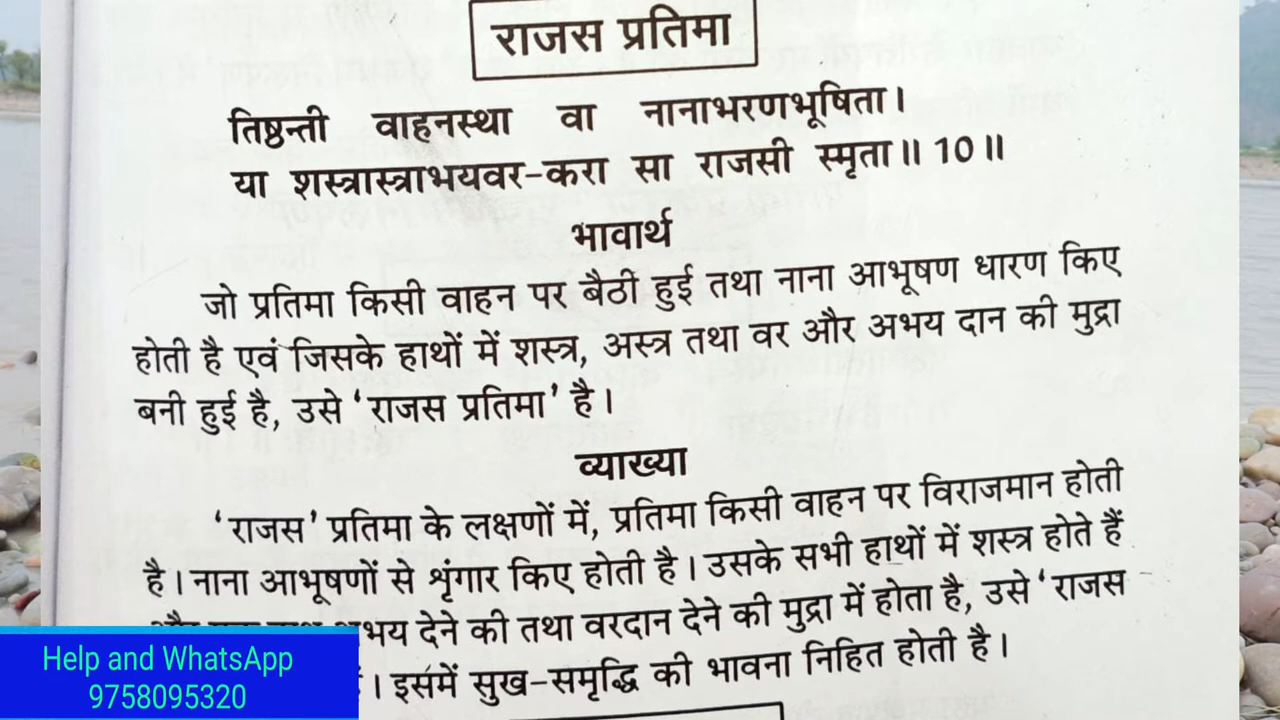 राजस प्रतिमा
तिष्ठन्ती वाहनस्था वा नानाभरणभूषिता।
या शस्त्रास्त्राभयवर-करा सा राजसी स्मृता॥ 10॥
भावार्थ
जो प्रतिमा किसी वाहन पर बैठी हुई तथा नाना आभूषण धारण किए
होती है एवं जिसके हाथों में शस्त्र, अस्त्र तथा वर और अभय दान की मुद्रा
बनी हुई है, उसे ‘राजस प्रतिमा’ है।
व्याख्या
‘राजस’ प्रतिमा के लक्षणों में, प्रतिमा किसी वाहन पर विराजमान होती
है। नाना आभूषणों से शृंगार किए होती है। उसके सभी हाथों में शस्त्र होते हैं
अभय देने की तथा वरदान देने की मुद्रा में होता है, उसे ‘राजस
। इसमें सुख-समृद्धि की भावना निहित होती है।
Help and WhatsApp
9758095320